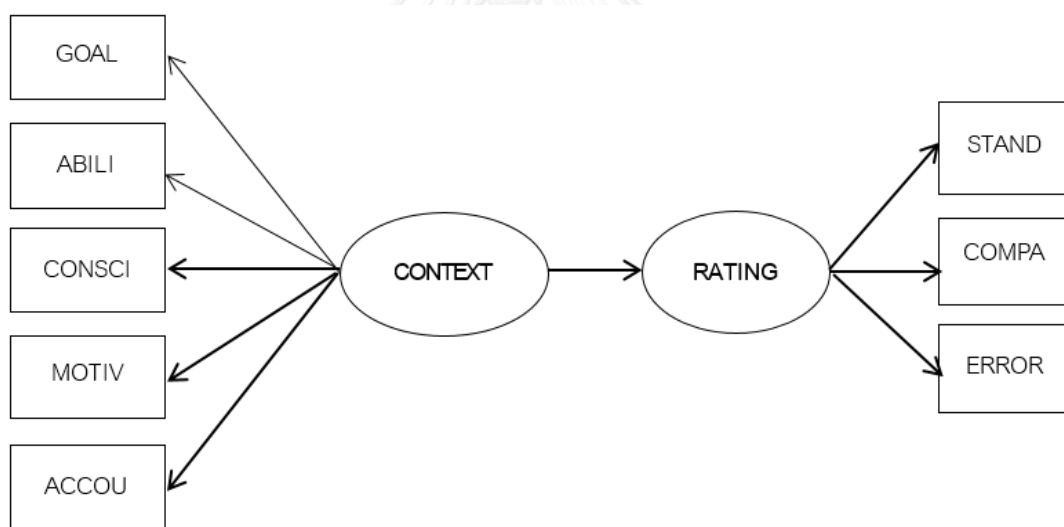 GOAL
ABILI
CONSCI
MOTIV
ACCOU
CONTEXT
RATING
STAND
COMPA
ERROR